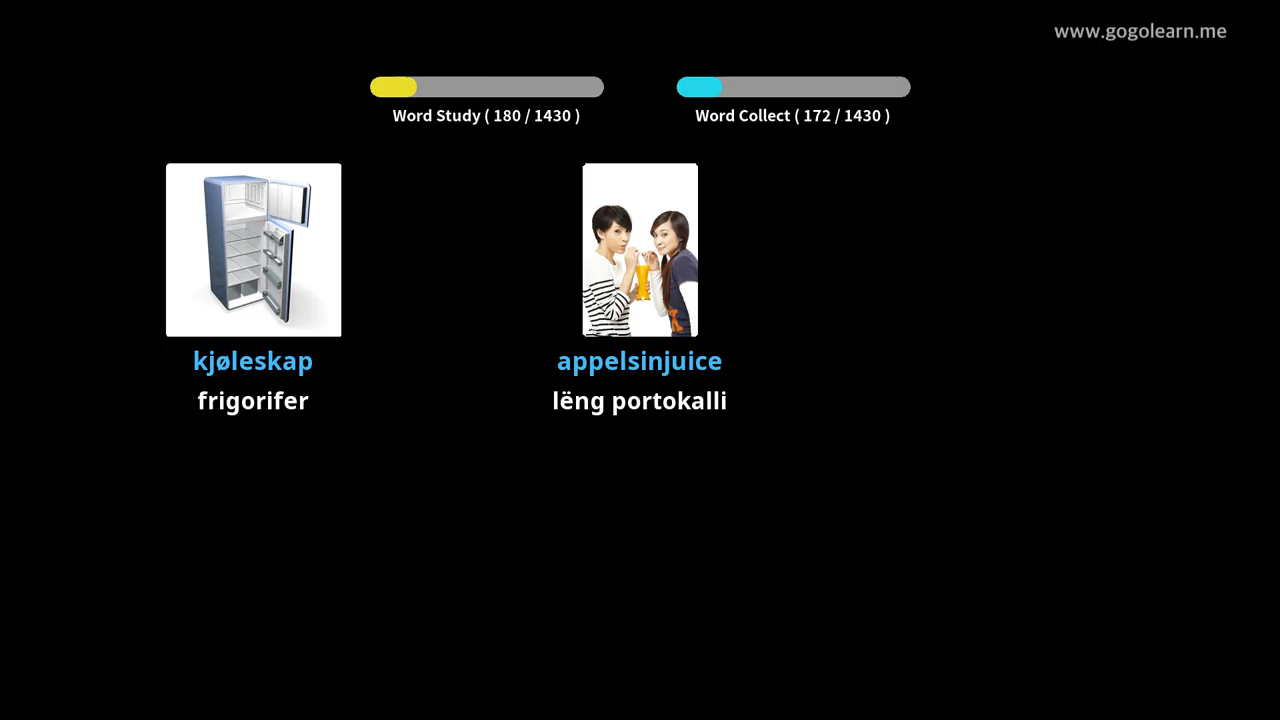 www.gogolearn.me
Word Study ( 180 / 1430 )
Word Collect ( 172 / 1430 )
kjøleskap
frigorifer
appelsinjuice
lëng portokalli